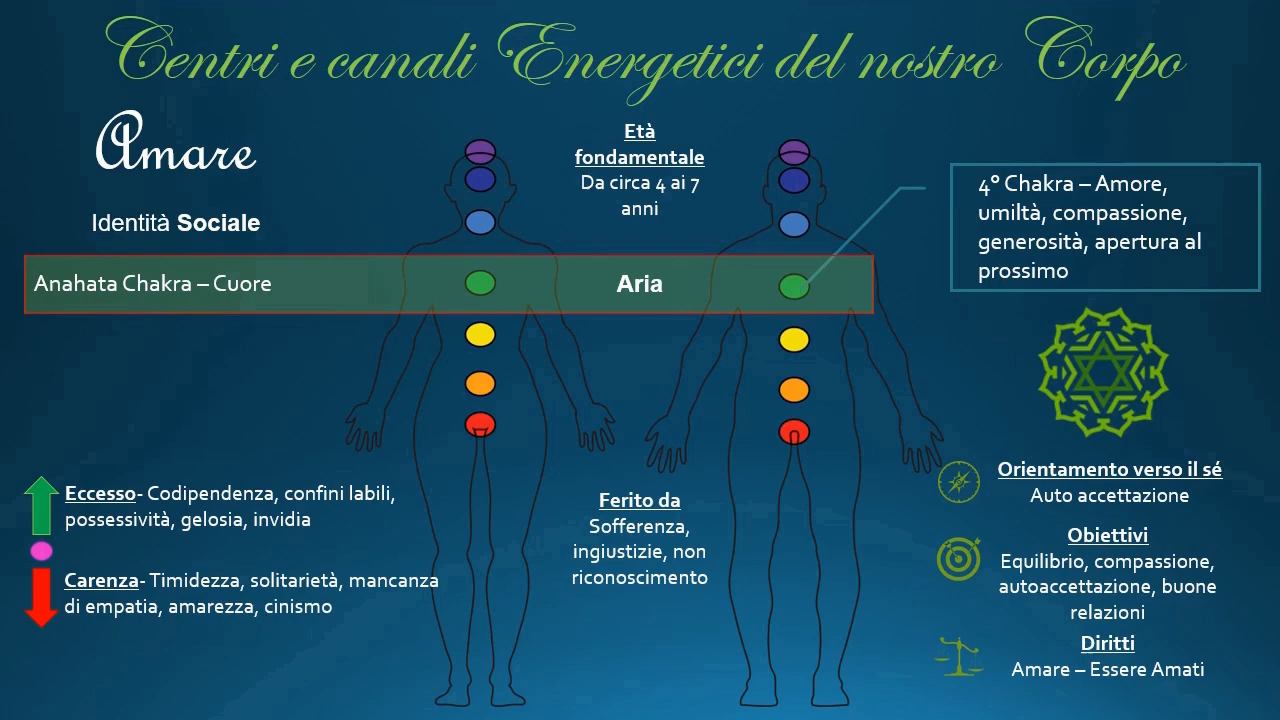 Centri e canali Energetici del nostro Corpo
Amare
Identità Sociale
Anahata Chakra – Cuore
Età
fondamentale
Da circa 4 ai 7
anni
Aria
4° Chakra – Amore,
umiltà, compassione,
generosità, apertura al
prossimo
Eccesso- Codipendenza, confini labili,
possessività, gelosia, invidia
Carenza- Timidezza, solitarietà, mancanza
di empatia, amarezza, cinismo
Ferito da
Sofferenza,
ingiustizie, non
riconoscimento
Orientamento verso il sé
Auto accettazione
Obiettivi
Equilibrio, compassione,
autoaccettazione, buone
relazioni
Diritti
Amare – Essere Amati